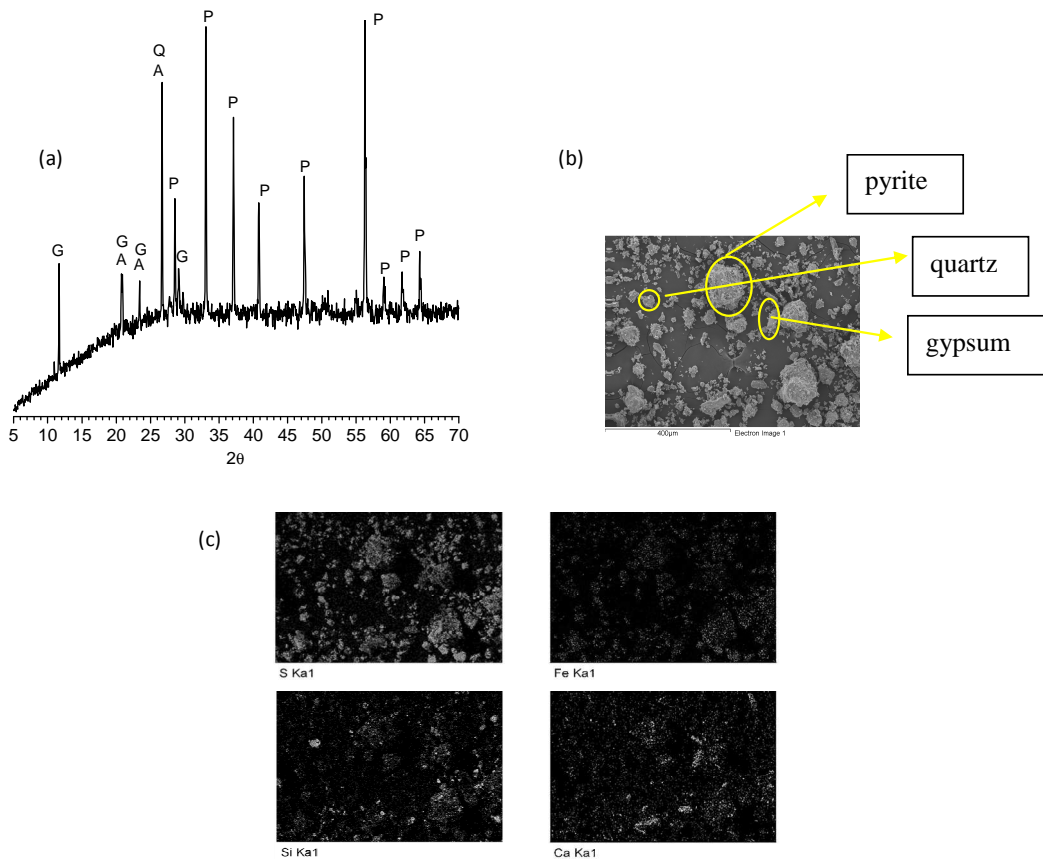 (a)
G
G
A
G
A
Q
A
P
G
P
P
P
P
P
P
P
P
5 10 15 20 25 30 35 40 45 50 55 60 65 70
2θ
(b)
pyrite
quartz
gypsum
400µm
Electron Image 1
(c)
S Ka1
Fe Ka1
Si Ka1
Ca Ka1